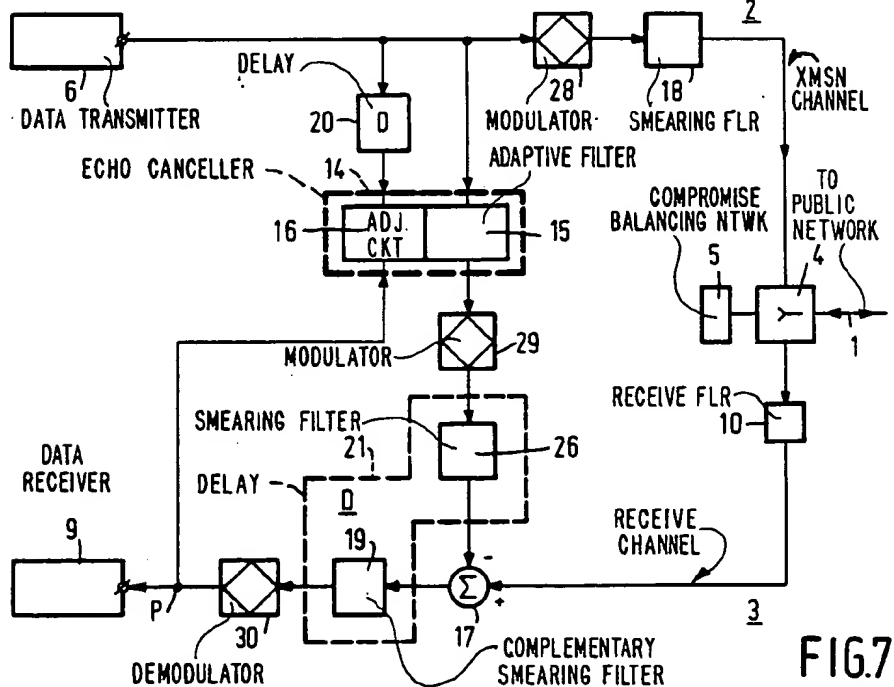 2
6
DATA TRANSMITTER
DELAY
20
D
28
MODULATOR
18
SMEARING FLR
XMSN
CHANNEL
ECHO CANCELLER
14
ADAPTIVE FILTER
16
ADJ.
CKT
15
COMPROMISE
BALANCING NTWK
5
TO
PUBLIC
NETWORK
4
1
MODULATOR
29
RECEIVE FLR
10
SMEARING FILTER
21
26
DELAY
D
DATA
RECEIVER
9
19
RECEIVE
CHANNEL
-
Σ
+
17
3
P
30
DEMODULATOR
COMPLEMENTARY
SMEARING FILTER
FIG.7